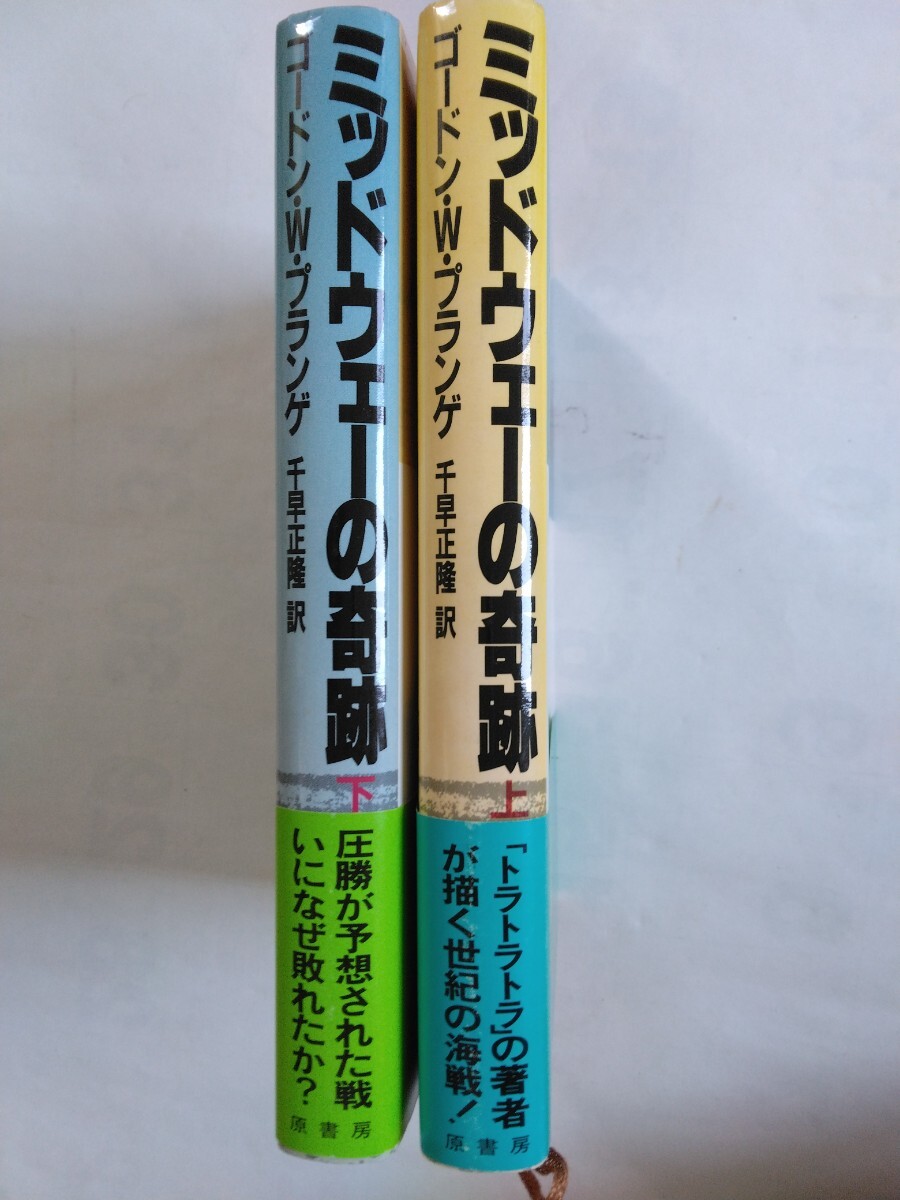 ミッドウェーの奇跡 上
ゴードン・W・プランゲ 千早正隆 訳
「トラトラトラ」の著者
が描く世紀の海戦!
原書房
ミッドウェーの奇跡 下
ゴードン・W・プランゲ 千早正隆 訳
圧勝が予想された戦
いになぜ敗れたか?
原書房